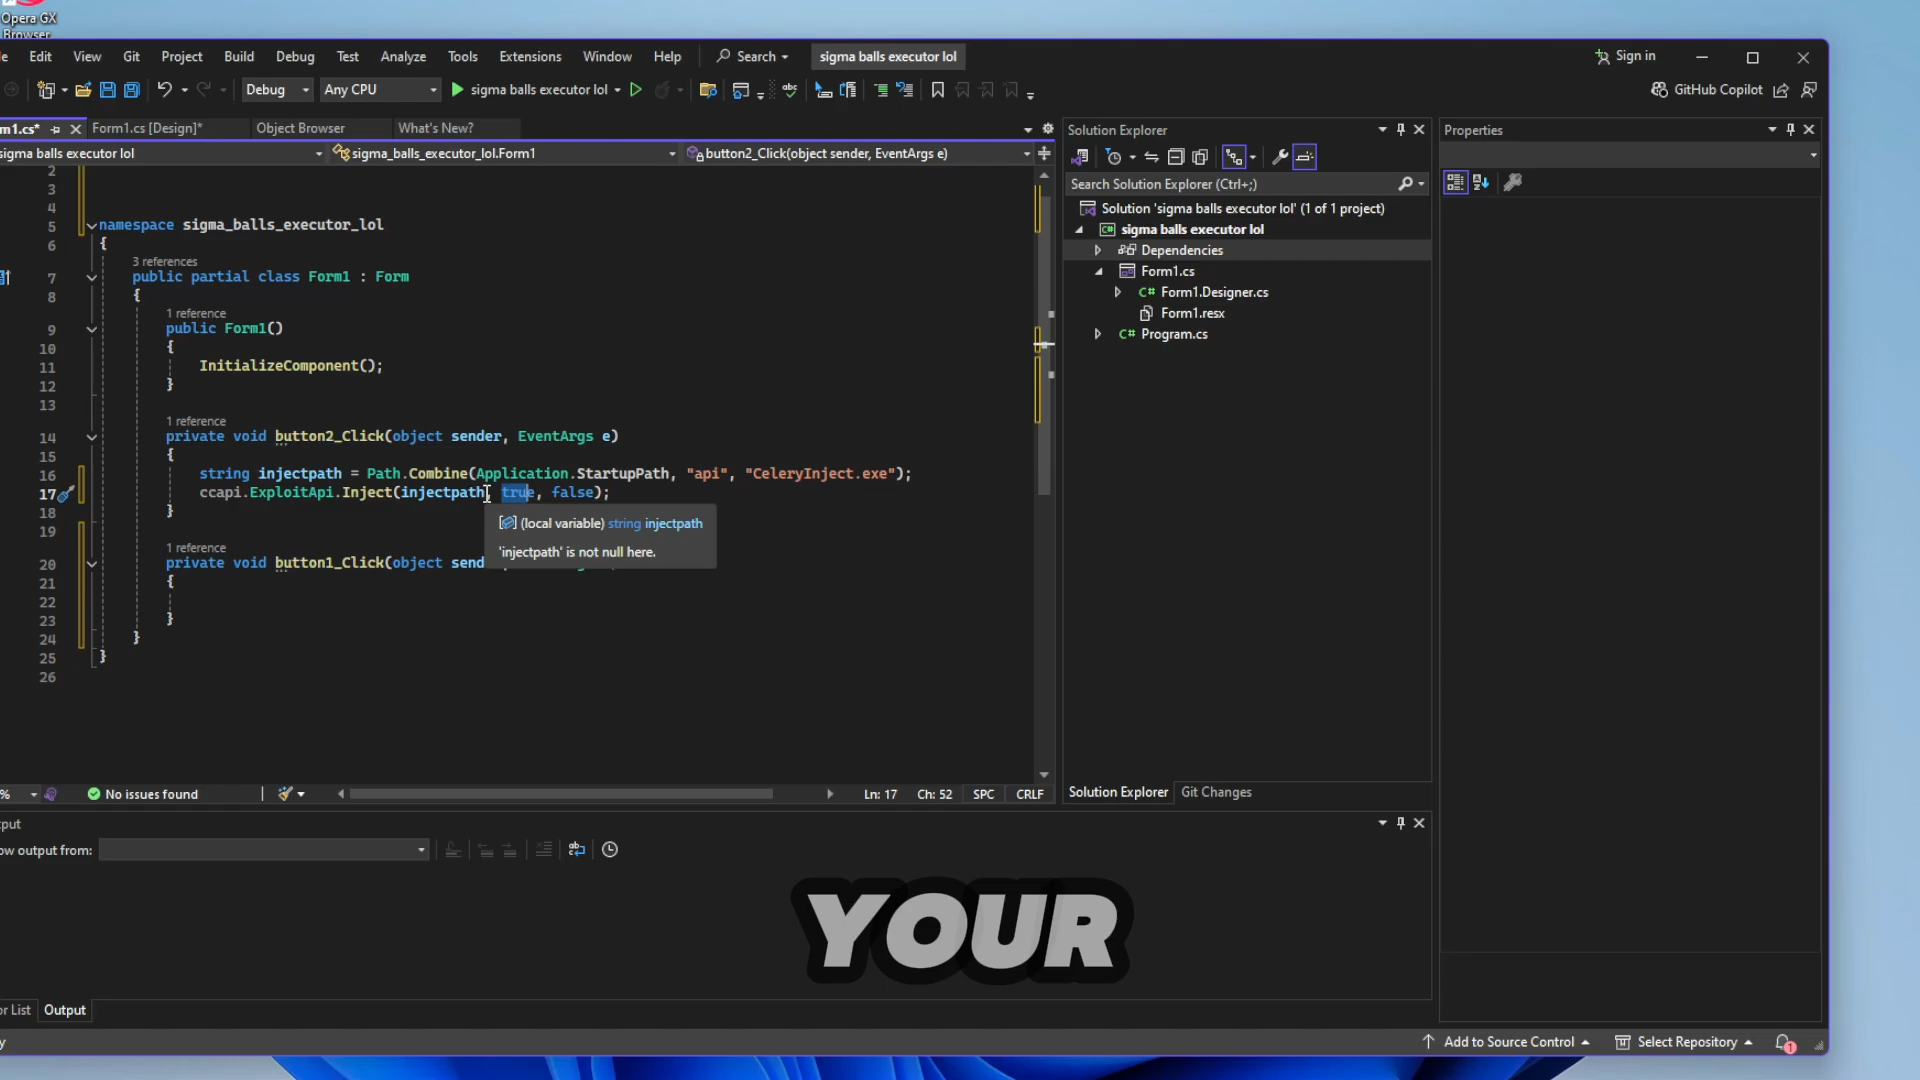 Opera GX
Browser
Edit View Git Project Build Debug Test Analyze Tools Extensions Window Help Search sigma balls executor lol Sign in
Debug Any CPU sigma balls executor lol GitHub Copilot
m1.cs* Form1.cs [Design]* Object Browser What's New?
sigma balls executor lol sigma_balls_executor_lol.Form1 button2_Click(object sender, EventArgs e)
2
3
4
5 namespace sigma_balls_executor_lol
6 {
3 references
7 public partial class Form1 : Form
8 {
1 reference
9 public Form1()
10 {
11 InitializeComponent();
12 }
13
1 reference
14 private void button2_Click(object sender, EventArgs e)
15 {
16 string injectpath = Path.Combine(Application.StartupPath, "api", "CeleryInject.exe");
17 ccapi.ExploitApi.Inject(injectpath, true, false);
18 }
19
(local variable) string injectpath
'injectpath' is not null here.
1 reference
20 private void button1_Click(object send
21 {
22
23 }
24 }
25 }
26
% No issues found Ln: 17 Ch: 52 SPC CRLF
Solution Explorer
Search Solution Explorer (Ctrl+;)
Solution 'sigma balls executor lol' (1 of 1 project)
sigma balls executor lol
Dependencies
Form1.cs
C# Form1.Designer.cs
Form1.resx
C# Program.cs
Solution Explorer Git Changes
Properties
put
ow output from:
YOUR
or List Output
y Add to Source Control Select Repository 1